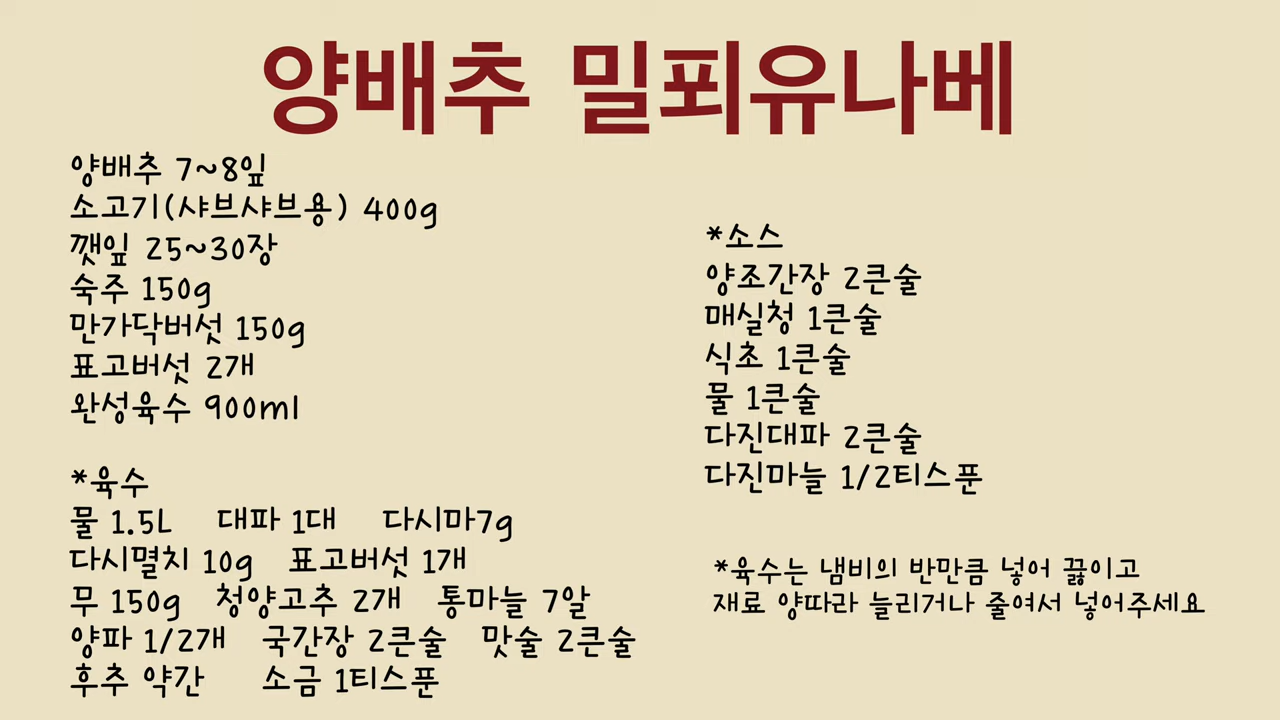 양배추 밀푀유나베
양배추 7~8잎
소고기(샤브샤브용) 400g
깻잎 25~30장
숙주 150g
만가닥버섯 150g
표고버섯 2개
완성육수 900ml
*육수
물 1.5L 대파 1대 다시마7g
다시멸치 10g 표고버섯 1개
무 150g 청양고추 2개 통마늘 7알
양파 1/2개 국간장 2큰술 맛술 2큰술
후추 약간 소금 1티스푼
*소스
양조간장 2큰술
매실청 1큰술
식초 1큰술
물 1큰술
다진대파 2큰술
다진마늘 1/2티스푼
*육수는 냄비의 반만큼 넣어 끓이고
재료 양따라 늘리거나 줄여서 넣어주세요